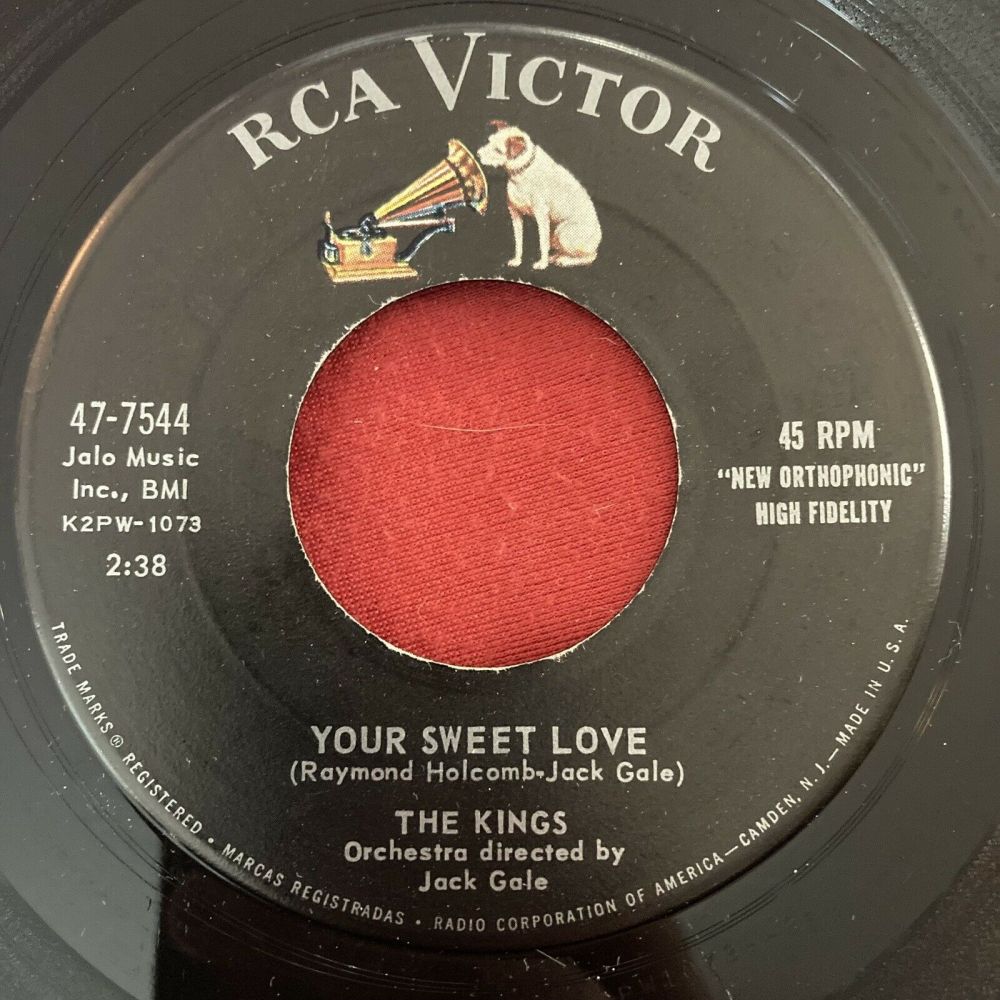 RCA VICTOR
47-7544
Jalo Music
Inc., BMI
K2PW-1073
2:38
45 RPM
"NEW ORTHOPHONIC"
HIGH FIDELITY
YOUR SWEET LOVE
(Raymond Holcomb-Jack Gale)
THE KINGS
Orchestra directed by
Jack Gale
TRADE MARKS ® REGISTERED • MARCAS REGISTRADAS • RADIO CORPORATION OF AMERICA—CAMDEN, N. J.—MADE IN U. S. A.